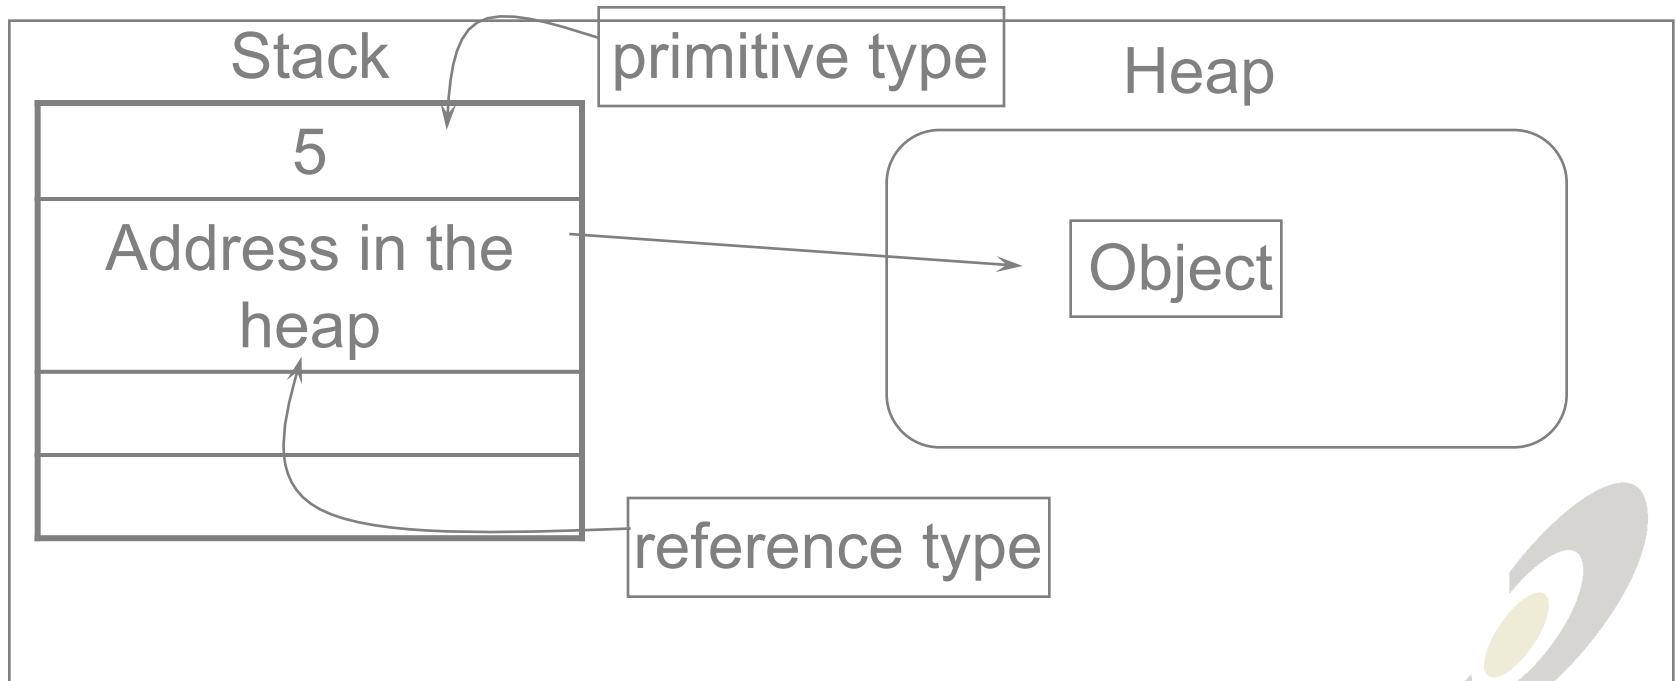 Stack
primitive type
Heap
5
Address in the
heap
Object
reference type